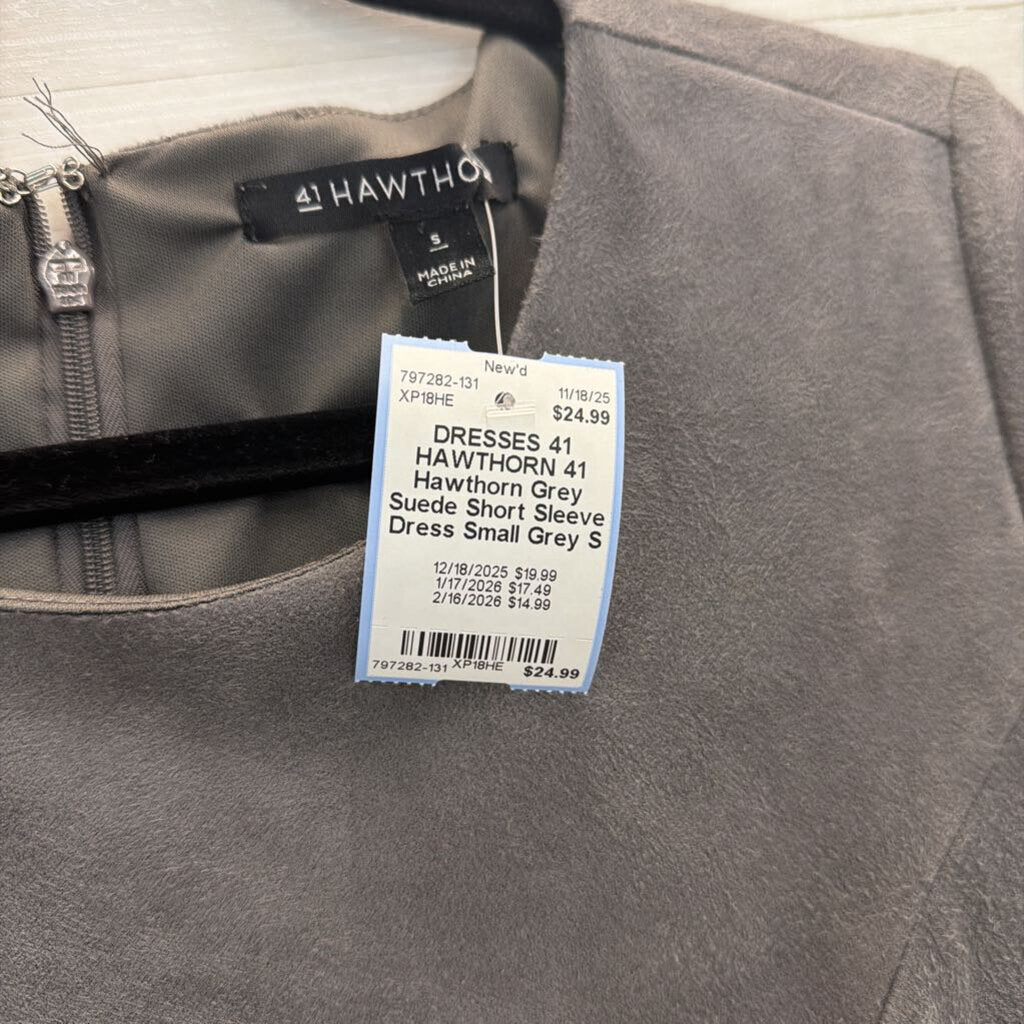 41 HAWTHO
S
MADE IN
CHINA
New'd
797282-131 11/18/25
XP18HE $24.99
DRESSES 41
HAWTHORN 41
Hawthorn Grey
Suede Short Sleeve
Dress Small Grey S
12/18/2025 $19.99
1/17/2026 $17.49
2/16/2026 $14.99
797282-131 XP18HE $24.99